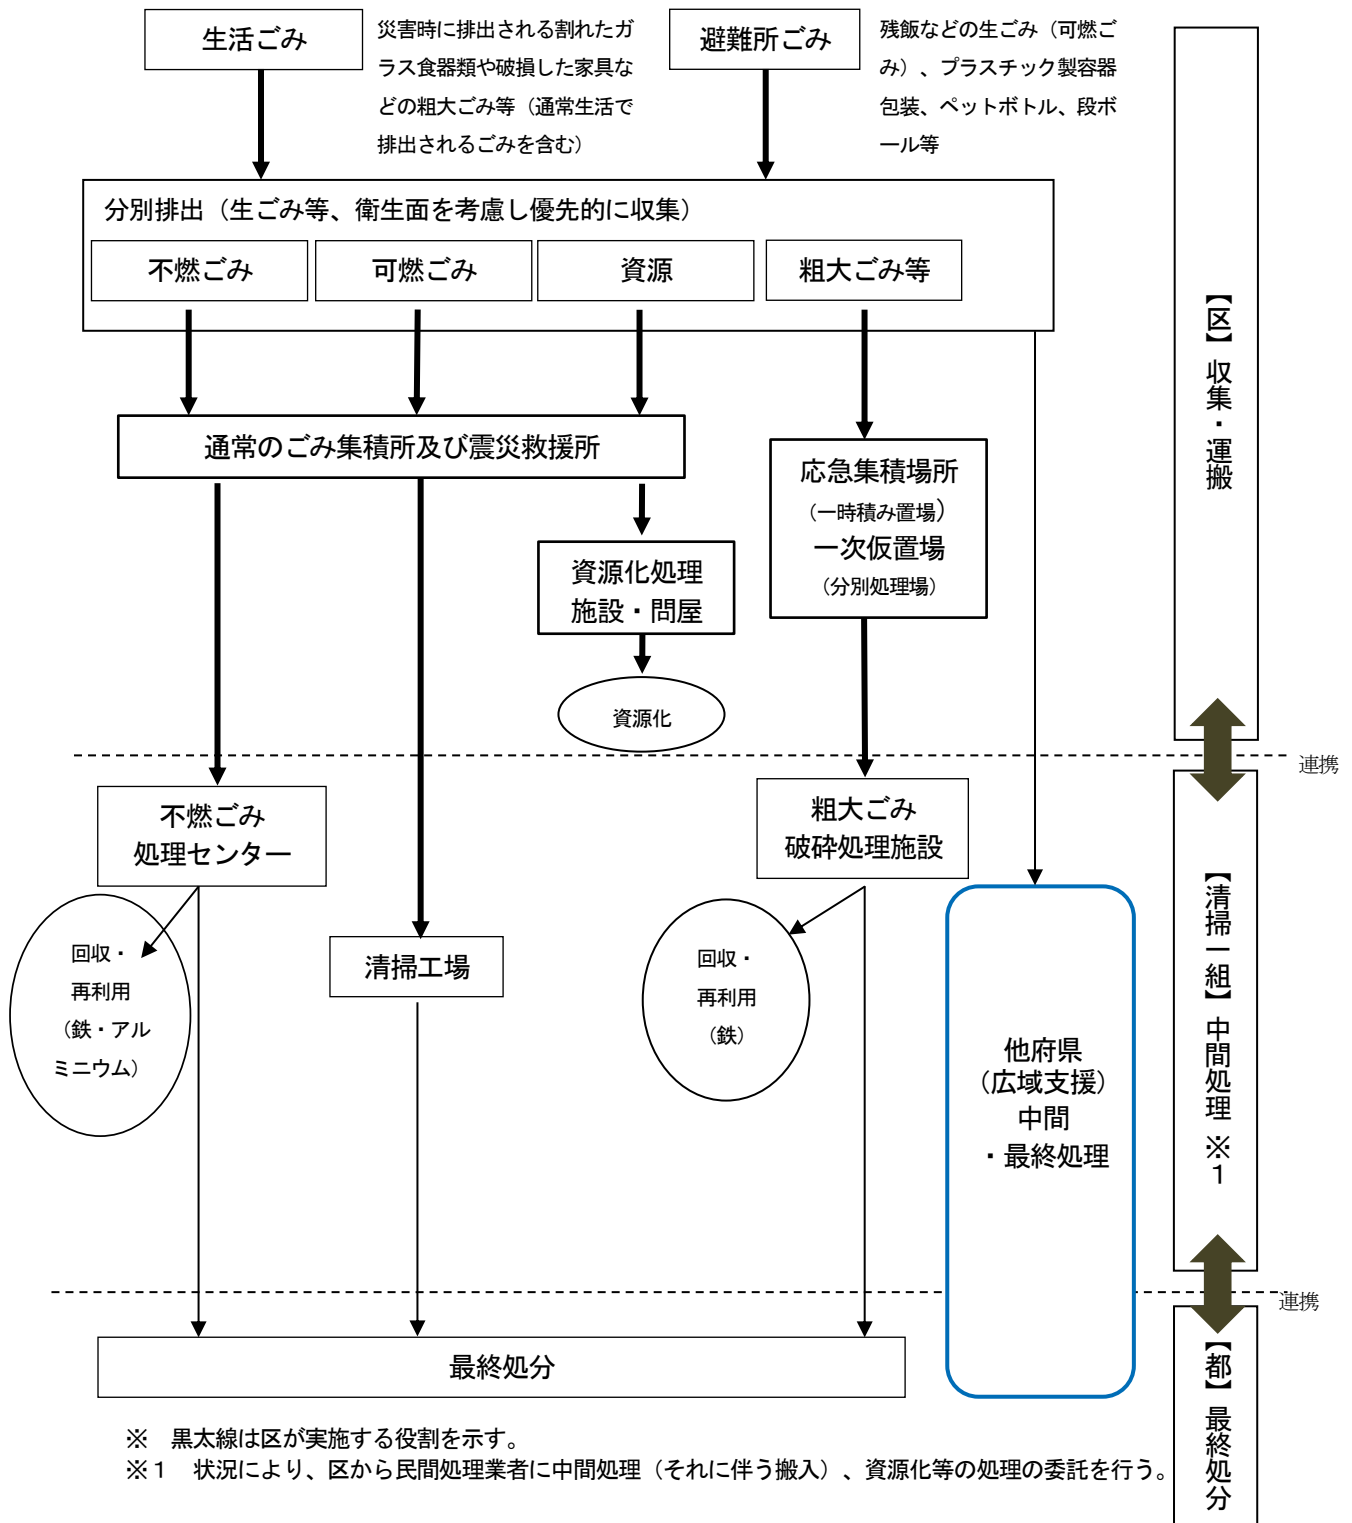 生活ごみ
災害時に排出される割れたガ
ラス食器類や破損した家具な
どの粗大ごみ等（通常生活で
排出されるごみを含む）
避難所ごみ
残飯などの生ごみ（可燃ご
み）、プラスチック製容器
包装、ペットボトル、段ボ
ール等
分別排出（生ごみ等、衛生面を考慮し優先的に収集）
不燃ごみ
可燃ごみ
資源
粗大ごみ等
通常のごみ集積所及び震災救援所
応急集積場所
（一時積み置場）
一次仮置場
（分別処理場）
資源化処理
施設・問屋
資源化
【区】収集・運搬
連携
不燃ごみ
処理センター
粗大ごみ
破砕処理施設
回収・
再利用
（鉄・アル
ミニウム）
清掃工場
回収・
再利用
（鉄）
他府県
（広域支援）
中間
・最終処理
【清掃一組】中間処理 ※１
連携
最終処分
【都】最終処分
※　黒太線は区が実施する役割を示す。
※１　状況により、区から民間処理業者に中間処理（それに伴う搬入）、資源化等の処理の委託を行う。